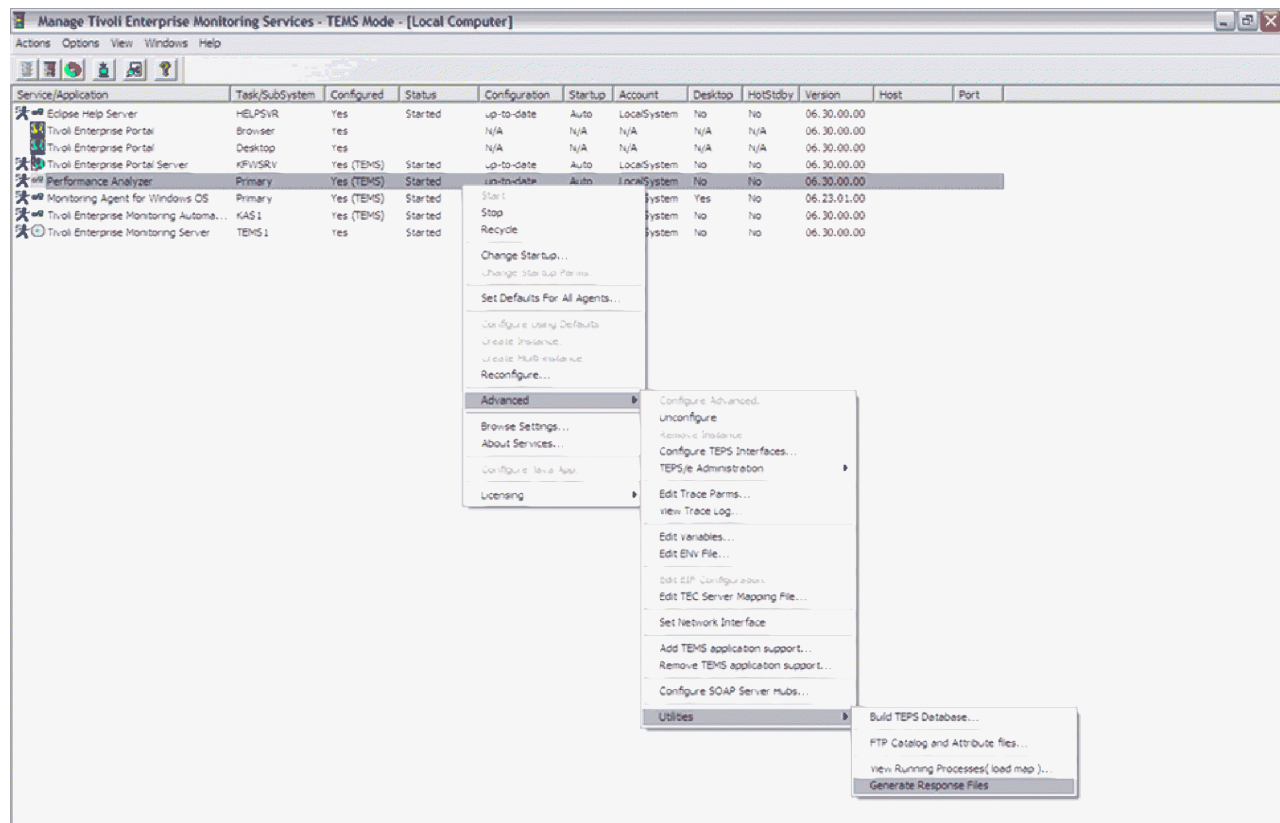 Manage Tivoli Enterprise Monitoring Services - TEMS Mode - [Local Computer]
Actions Options View Windows Help
Service/Application Task/SubSystem Configured Status Configuration Startup Account Desktop HotStdby Version Host Port
Eclipse Help Server HELPSVR Yes Started up-to-date Auto LocalSystem No No 06.30.00.00
Tivoli Enterprise Portal Browser Yes N/A N/A N/A N/A N/A 06.30.00.00
Tivoli Enterprise Portal Desktop Yes N/A N/A N/A N/A N/A 06.30.00.00
Tivoli Enterprise Portal Server KFWSRV Yes (TEMS) Started up-to-date Auto LocalSystem No No 06.30.00.00
Performance Analyzer Primary Yes (TEMS) Started up-to-date Auto LocalSystem No No 06.30.00.00
Monitoring Agent for Windows OS Primary Yes (TEMS) Started ystem Yes No 06.23.01.00
Tivoli Enterprise Monitoring Automa... KAS1 Yes (TEMS) Started ystem No No 06.30.00.00
Tivoli Enterprise Monitoring Server TEMS1 Yes Started ystem No No 06.30.00.00
Start
Stop
Recycle
Change Startup...
Change Startup Parms.
Set Defaults For All Agents...
Configure Using Defaults
Create Instance.
Create Multi-Instance
Reconfigure...
Advanced
Browse Settings...
About Services...
Configure Java App.
Licensing
Configure Advanced.
Unconfigure
Remove Instance
Configure TEPS Interfaces...
TEPS/e Administration
Edit Trace Parms...
View Trace Log...
Edit Variables...
Edit ENV File...
Edit EIF Configuration.
Edit TEC Server Mapping File...
Set Network Interface
Add TEMS application support...
Remove TEMS application support...
Configure SOAP Server Hubs...
Utilities
Build TEPS Database...
FTP Catalog and Attribute files...
View Running Processes( load map )...
Generate Response Files